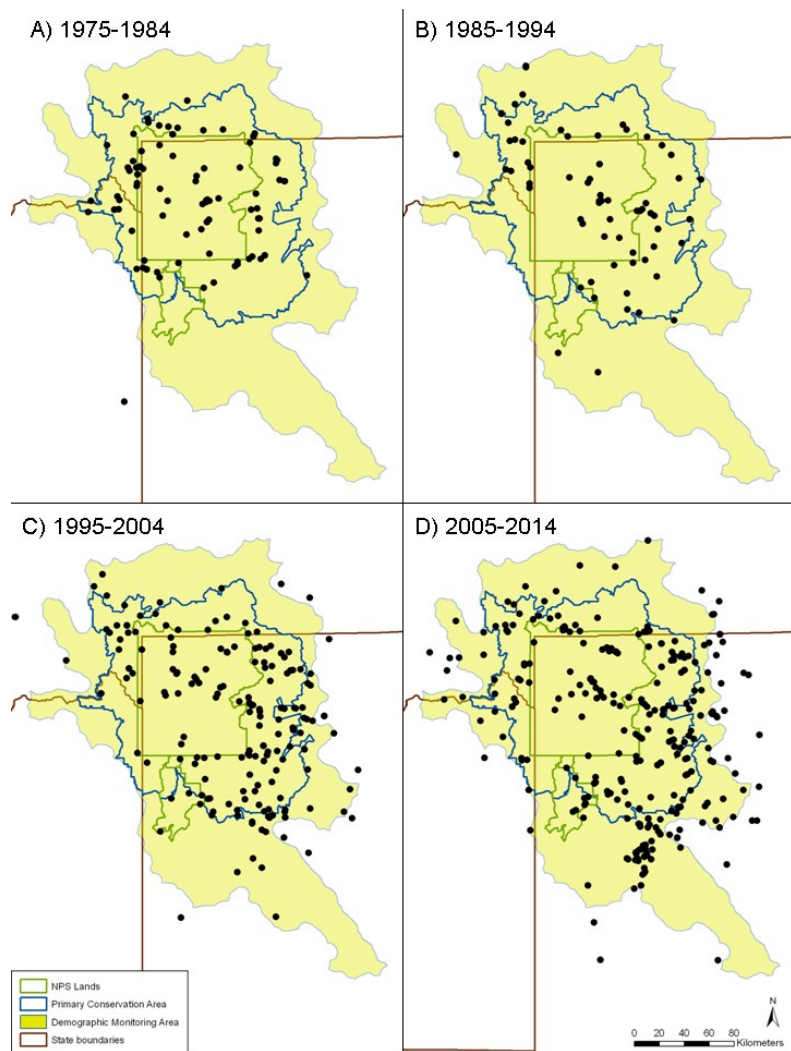 A) 1975-1984
B) 1985-1994
C) 1995-2004
D) 2005-2014
NPS Lands
Primary Conservation Area
Demographic Monitoring Area
State boundaries
N
0 20 40 60 80
Kilometers